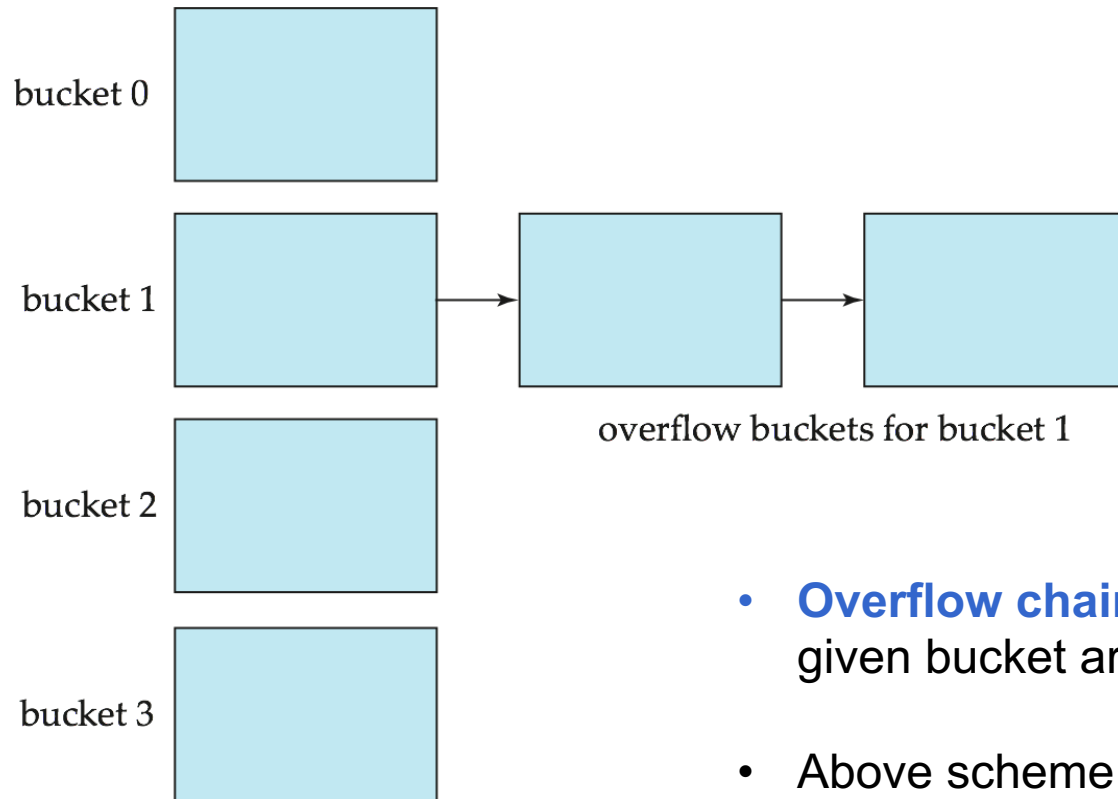 bucket 0
bucket 1
overflow buckets for bucket 1
bucket 2
bucket 3
• Overflow chain
given bucket ar
• Above scheme